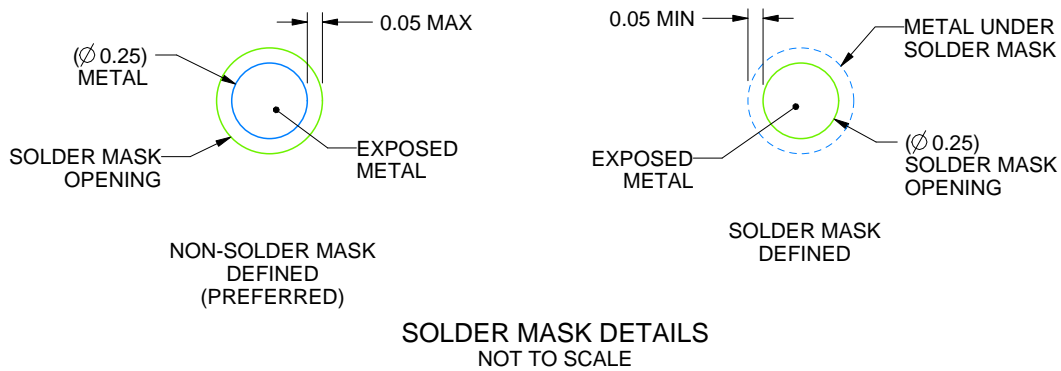 0.05 MAX
(∅ 0.25)
METAL
SOLDER MASK
OPENING
EXPOSED
METAL
NON-SOLDER MASK
DEFINED
(PREFERRED)
0.05 MIN
METAL UNDER
SOLDER MASK
EXPOSED
METAL
(∅ 0.25)
SOLDER MASK
OPENING
SOLDER MASK
DEFINED
SOLDER MASK DETAILS
NOT TO SCALE